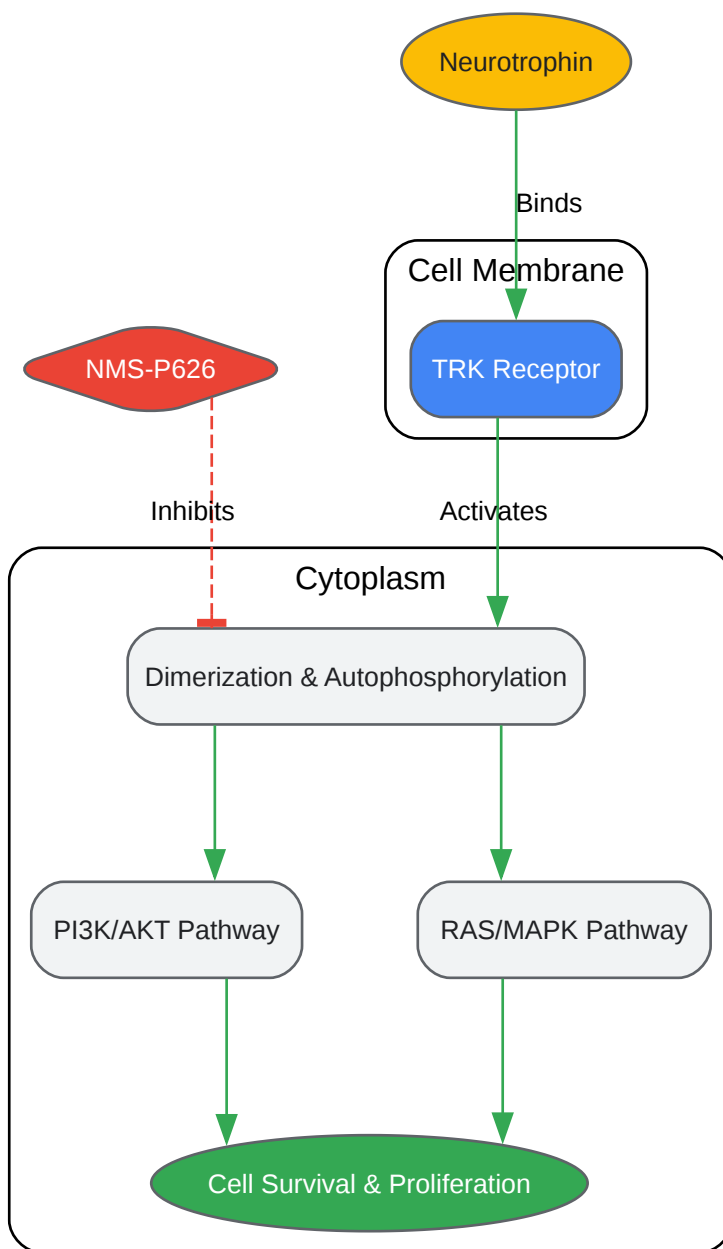 Neurotrophin
Binds
Cell Membrane
NMS-P626
TRK Receptor
Inhibits
Activates
Cytoplasm
Dimerization & Autophosphorylation
PI3K/AKT Pathway
RAS/MAPK Pathway
Cell Survival & Proliferation